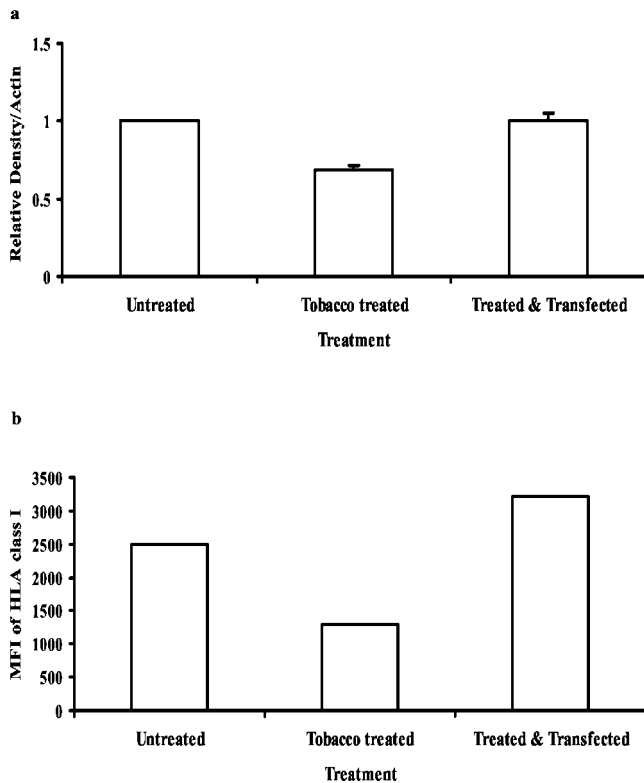 a
Relative Density/Actin
1.5
1
0.5
0
Untreated Tobacco treated Treated & Transfected
Treatment
b
MFI of HLA class I
3500
3000
2500
2000
1500
1000
500
0
Untreated Tobacco treated Treated & Transfected
Treatment